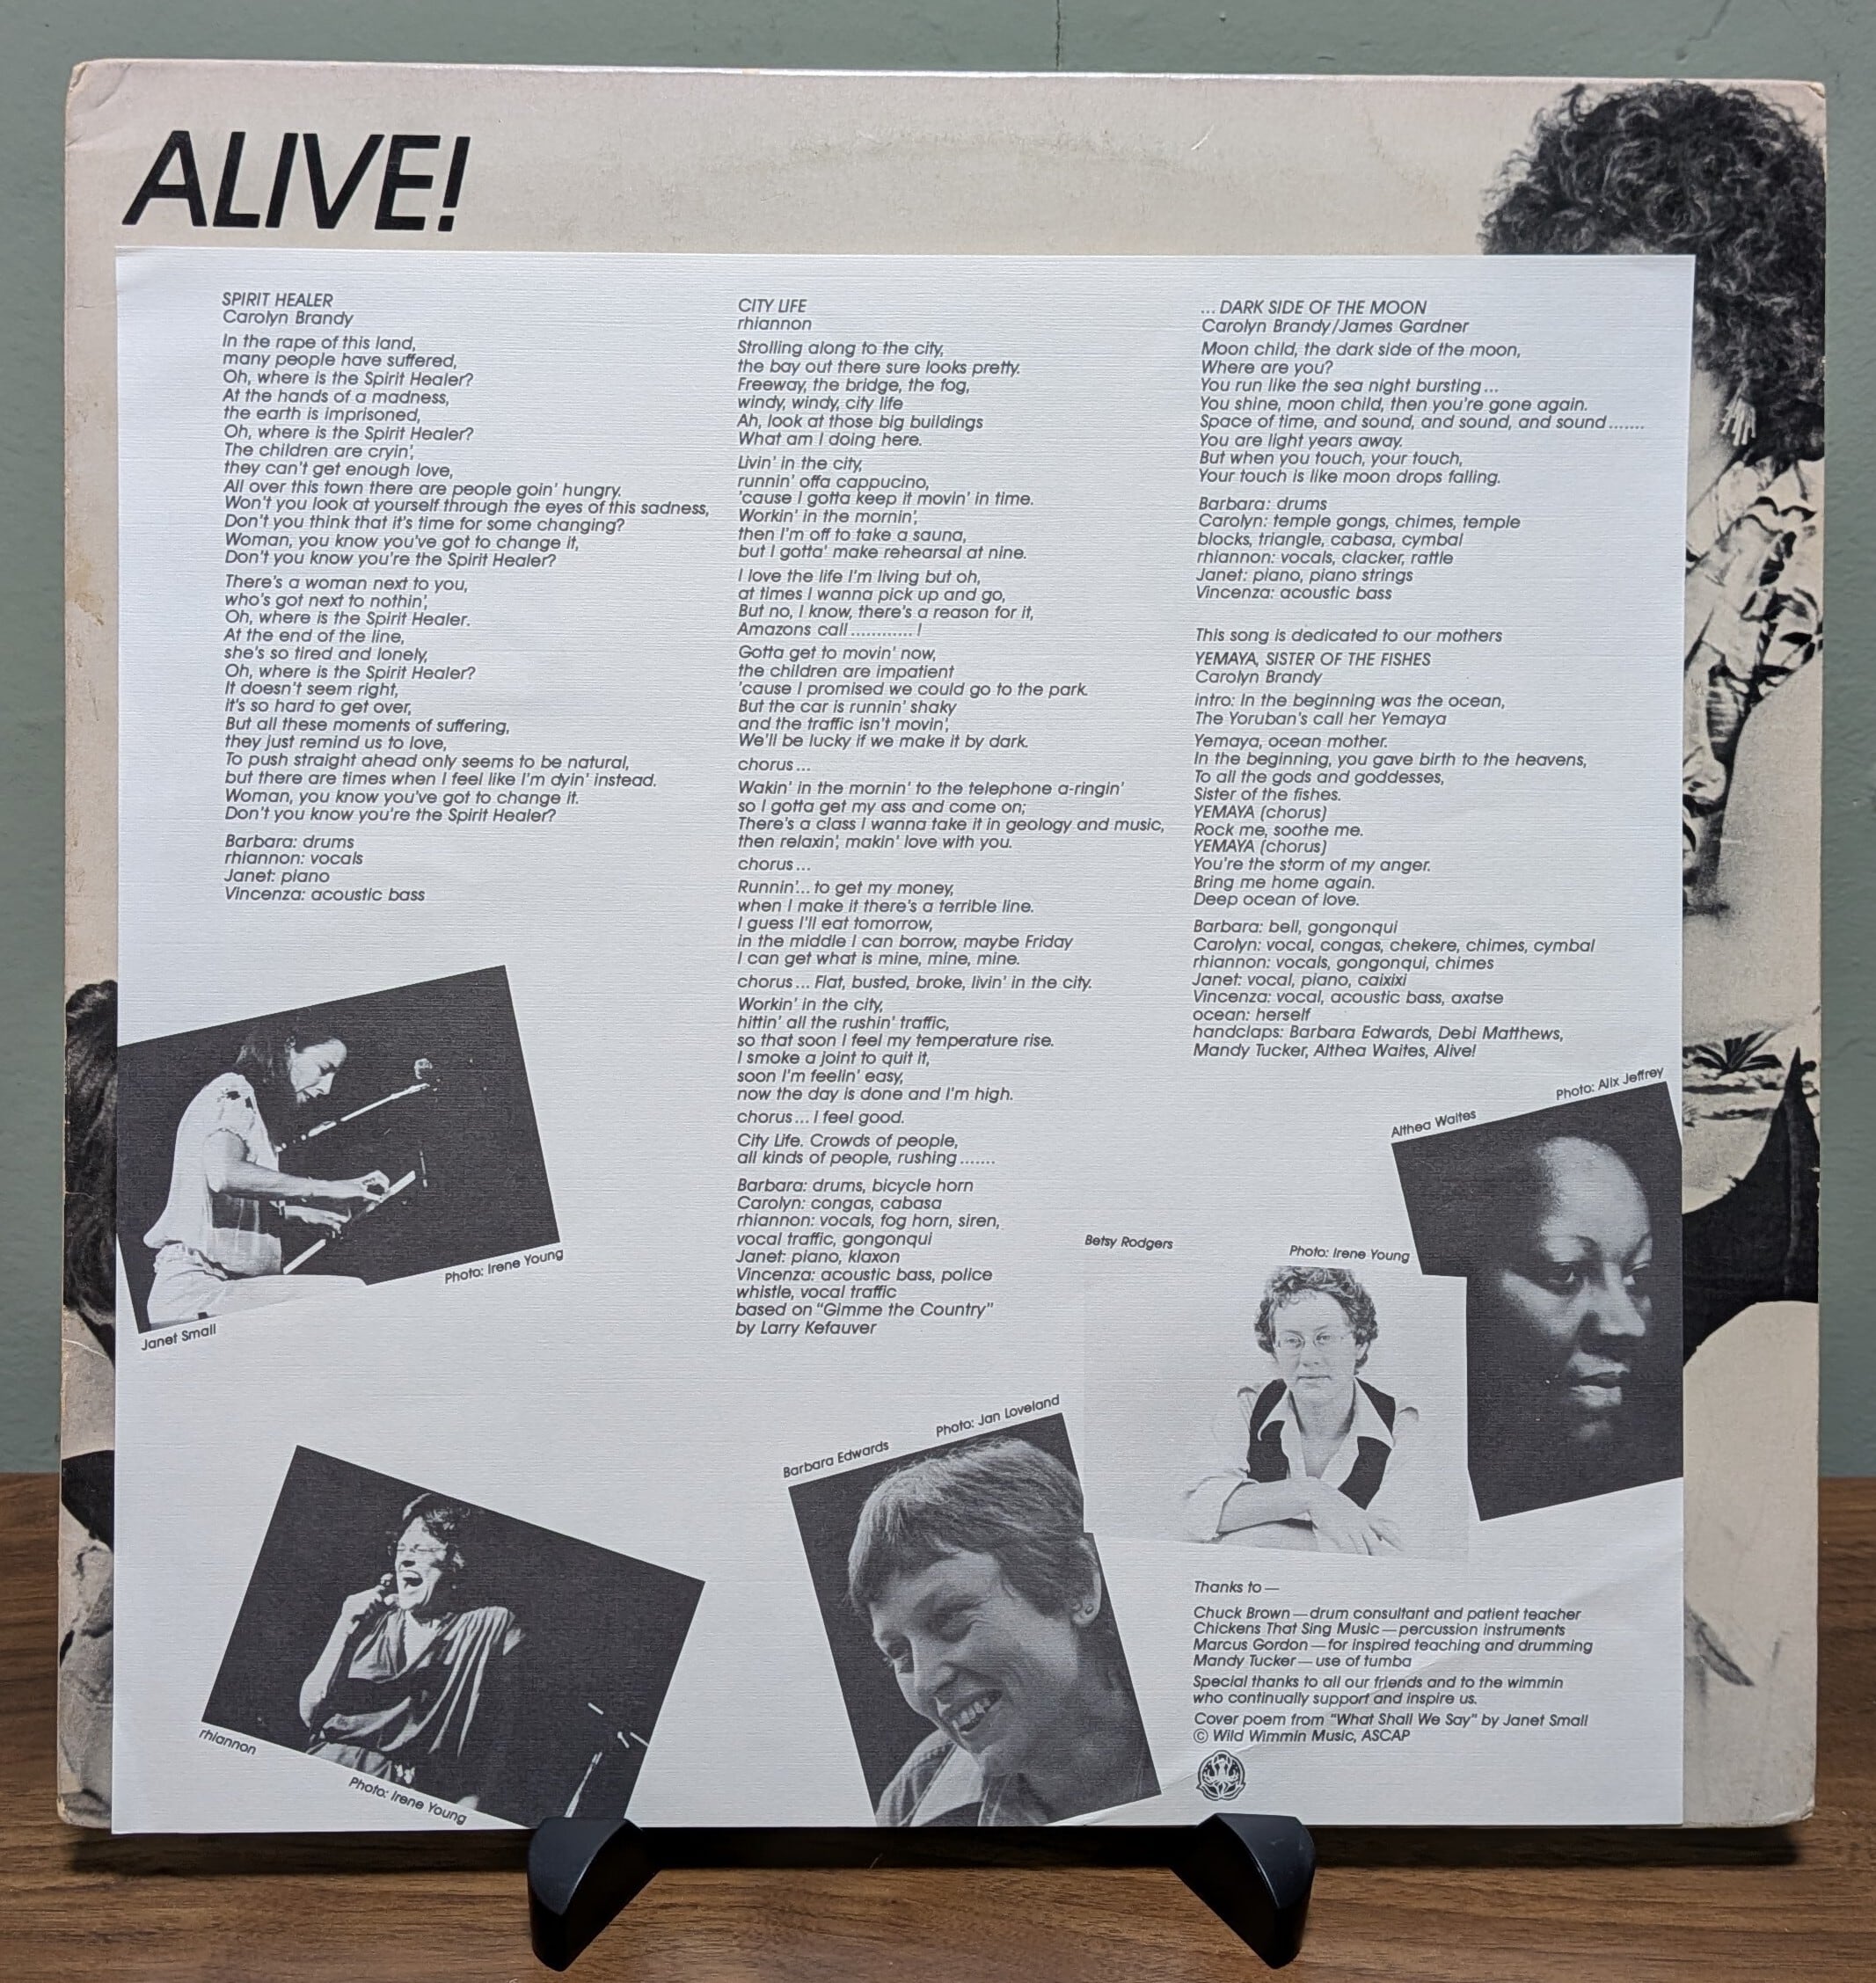 ALIVE!
SPIRIT HEALER
Carolyn Brandy
In the rape of this land,
many people have suffered,
Oh, where is the Spirit Healer?
At the hands of a madness,
the earth is imprisoned,
Oh, where is the Spirit Healer?
The children are cryin',
they can't get enough love,
All over this town there are people goin' hungry.
Won't you look at yourself through the eyes of this sadness,
Don't you think that it's time for some changing?
Woman, you know you've got to change it,
Don't you know you're the Spirit Healer?
There's a woman next to you,
who's got next to nothin',
Oh, where is the Spirit Healer.
At the end of the line,
she's so tired and lonely,
Oh, where is the Spirit Healer?
It doesn't seem right,
it's so hard to get over,
But all these moments of suffering,
they just remind us to love,
To push straight ahead only seems to be natural,
but there are times when I feel like I'm dyin' instead.
Woman, you know you've got to change it.
Don't you know you're the Spirit Healer?
Barbara: drums
rhiannon: vocals
Janet: piano
Vincenza: acoustic bass
Photo: Irene Young
Janet Small
rhiannon
Photo: Irene Young
CITY LIFE
rhiannon
Strolling along to the city,
the bay out there sure looks pretty.
Freeway, the bridge, the fog,
windy, windy, city life
Ah, look at those big buildings
What am I doing here.
Livin' in the city,
runnin' offa cappucino,
'cause I gotta keep it movin' in time.
Workin' in the mornin',
then I'm off to take a sauna,
but I gotta' make rehearsal at nine.
I love the life I'm living but oh,
at times I wanna pick up and go,
But no, I know, there's a reason for it,
Amazons call ............ !
Gotta get to movin' now,
the children are impatient
'cause I promised we could go to the park.
But the car is runnin' shaky
and the traffic isn't movin',
We'll be lucky if we make it by dark.
chorus ...
Wakin' in the mornin' to the telephone a-ringin'
so I gotta get my ass and come on;
There's a class I wanna take it in geology and music,
then relaxin', makin' love with you.
chorus ...
Runnin'... to get my money,
when I make it there's a terrible line.
I guess I'll eat tomorrow,
in the middle I can borrow, maybe Friday
I can get what is mine, mine, mine.
chorus ... Flat, busted, broke, livin' in the city.
Workin' in the city,
hittin' all the rushin' traffic,
so that soon I feel my temperature rise.
I smoke a joint to quit it,
soon I'm feelin' easy,
now the day is done and I'm high.
chorus ... I feel good.
City Life. Crowds of people,
all kinds of people, rushing .......
Barbara: drums, bicycle horn
Carolyn: congas, cabasa
rhiannon: vocals, fog horn, siren,
vocal traffic, gongonqui
Janet: piano, klaxon
Vincenza: acoustic bass, police
whistle, vocal traffic
based on "Gimme the Country"
by Larry Kefauver
Barbara Edwards
Photo: Jan Loveland
... DARK SIDE OF THE MOON
Carolyn Brandy/James Gardner
Moon child, the dark side of the moon,
Where are you?
You run like the sea night bursting ...
You shine, moon child, then you're gone again.
Space of time, and sound, and sound, and sound .......
You are light years away.
But when you touch, your touch,
Your touch is like moon drops falling.
Barbara: drums
Carolyn: temple gongs, chimes, temple
blocks, triangle, cabasa, cymbal
rhiannon: vocals, clacker, rattle
Janet: piano, piano strings
Vincenza: acoustic bass
This song is dedicated to our mothers
YEMAYA, SISTER OF THE FISHES
Carolyn Brandy
intro: In the beginning was the ocean,
The Yoruban's call her Yemaya
Yemaya, ocean mother.
In the beginning, you gave birth to the heavens,
To all the gods and goddesses,
Sister of the fishes.
YEMAYA (chorus)
Rock me, soothe me.
YEMAYA (chorus)
You're the storm of my anger.
Bring me home again.
Deep ocean of love.
Barbara: bell, gongonqui
Carolyn: vocal, congas, chekere, chimes, cymbal
rhiannon: vocals, gongonqui, chimes
Janet: vocal, piano, caixixi
Vincenza: vocal, acoustic bass, axatse
ocean: herself
handclaps: Barbara Edwards, Debi Matthews,
Mandy Tucker, Althea Waites, Alive!
Althea Waites
Photo: Alix Jeffrey
Betsy Rodgers
Photo: Irene Young
Thanks to —
Chuck Brown — drum consultant and patient teacher
Chickens That Sing Music — percussion instruments
Marcus Gordon — for inspired teaching and drumming
Mandy Tucker — use of tumba
Special thanks to all our friends and to the wimmin
who continually support and inspire us.
Cover poem from "What Shall We Say" by Janet Small
© Wild Wimmin Music, ASCAP